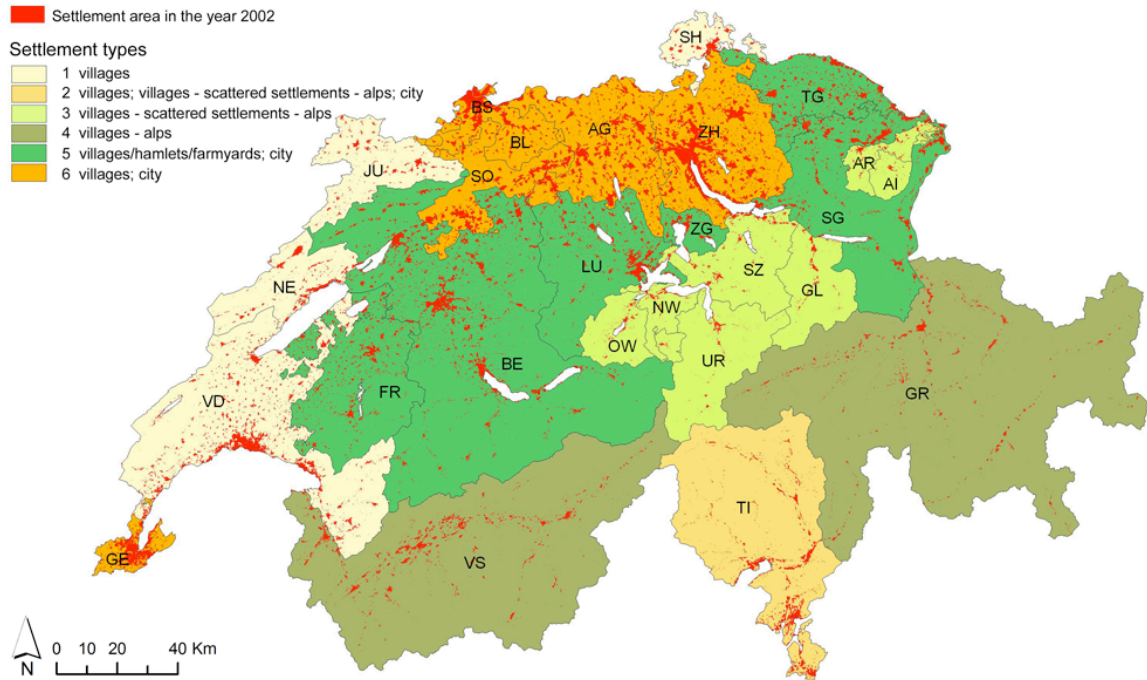 Settlement area in the year 2002
Settlement types
1 villages
2 villages; villages - scattered settlements - alps; city
3 villages - scattered settlements - alps
4 villages - alps
5 villages/hamlets/farmyards; city
6 villages; city
SH
BS
BL
AG
ZH
TG
JU
SO
AR
AI
ZG
SG
NE
LU
SZ
GL
NW
OW
UR
BE
FR
VD
GR
TI
GE
VS
N
0 10 20 40 Km